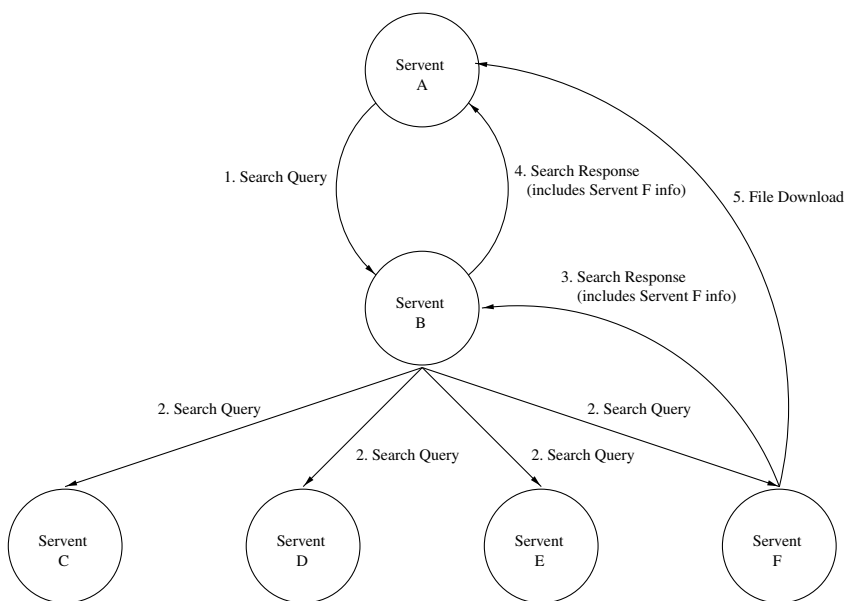 Servent
A
1. Search Query
4. Search Response
(includes Servent F info)
5. File Download
3. Search Response
(includes Servent F info)
Servent
B
2. Search Query
2. Search Query
2. Search Query
2. Search Query
Servent
C
Servent
D
Servent
E
Servent
F